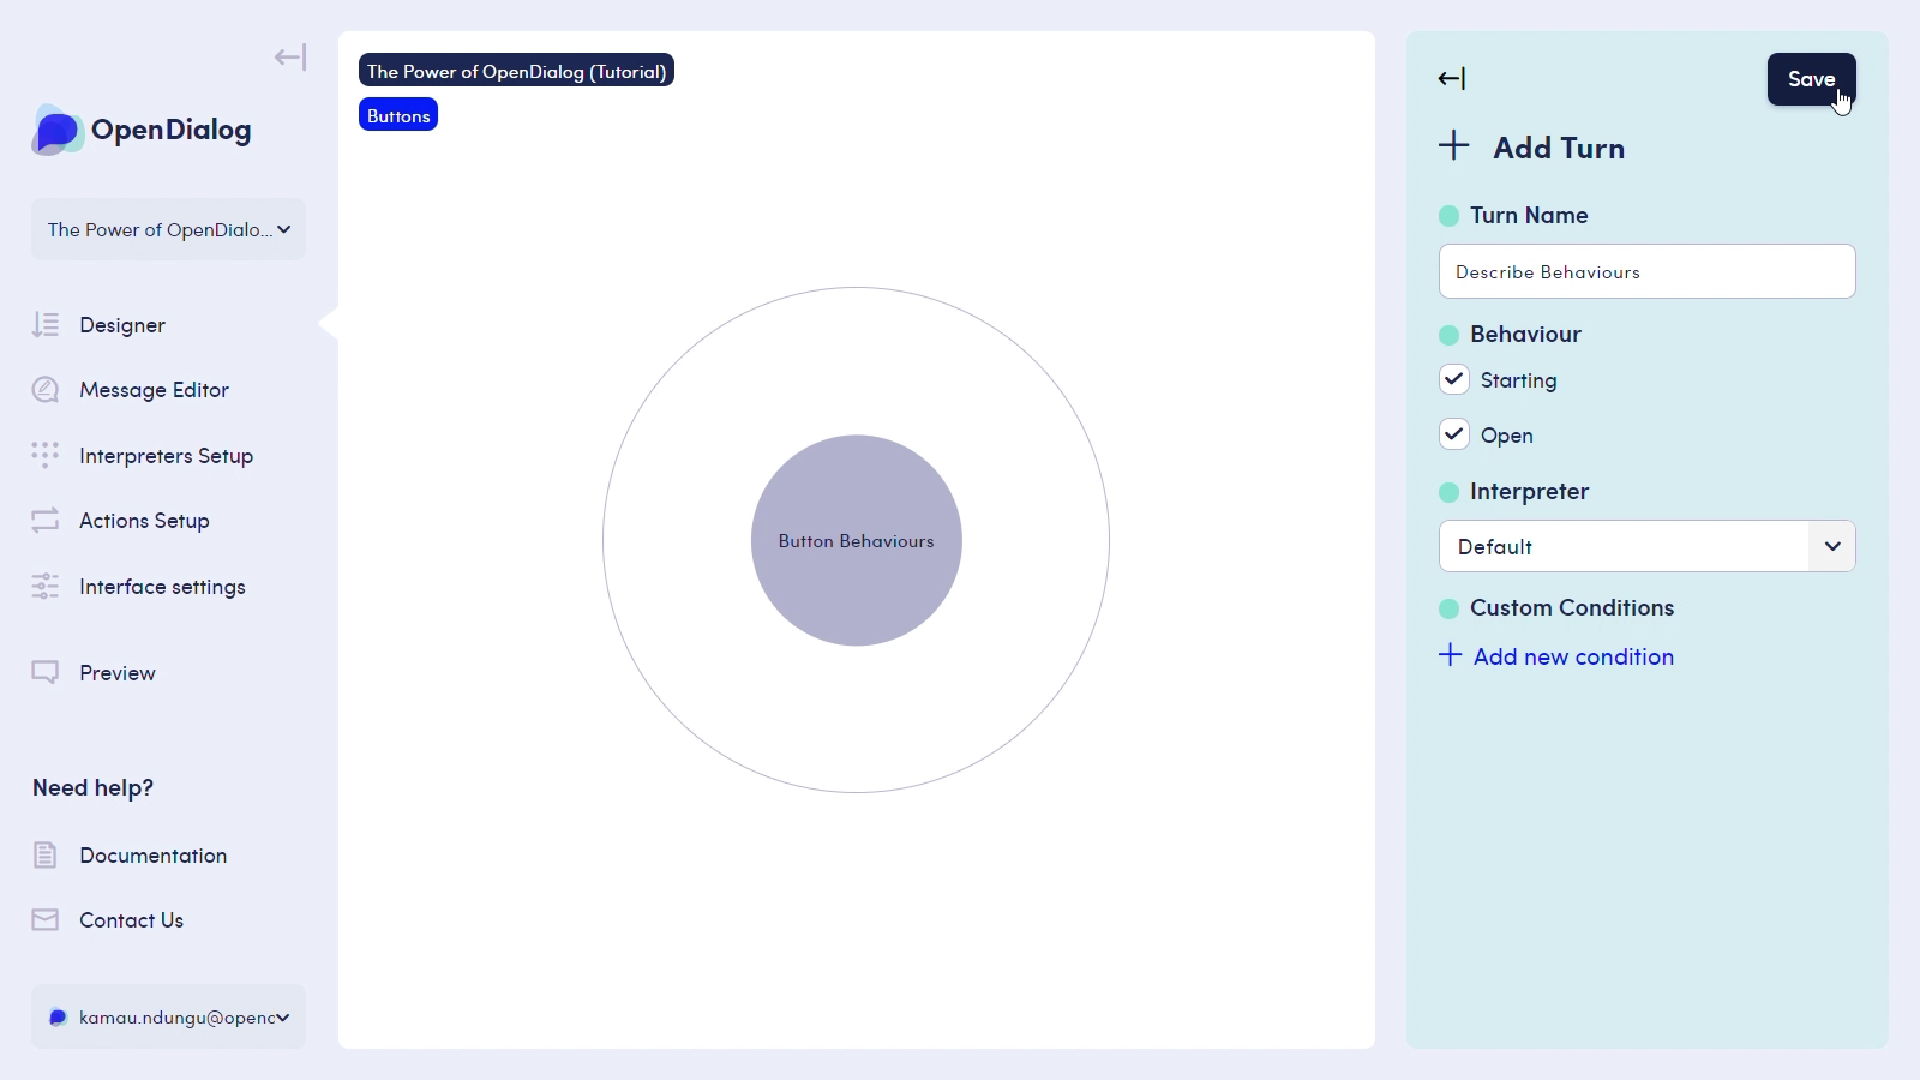 OpenDialog
The Power of OpenDialo...
Designer
Message Editor
Interpreters Setup
Actions Setup
Interface settings
Preview
Need help?
Documentation
Contact Us
kamau.ndungu@openc
The Power of OpenDialog (Tutorial)
Buttons
Button Behaviours
Save
Add Turn
Turn Name
Describe Behaviours
Behaviour
Starting
Open
Interpreter
Default
Custom Conditions
Add new condition